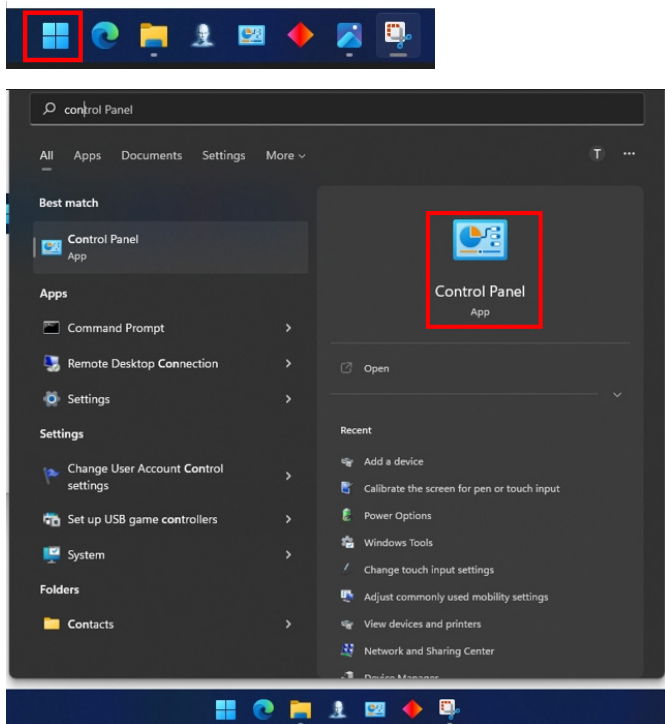 control Panel
All Apps Documents Settings More
T
Best match
Control Panel
App
Apps
Command Prompt
Remote Desktop Connection
Settings
Settings
Change User Account Control
settings
Set up USB game controllers
System
Folders
Contacts
Control Panel
App
Open
Recent
Add a device
Calibrate the screen for pen or touch input
Power Options
Windows Tools
Change touch input settings
Adjust commonly used mobility settings
View devices and printers
Network and Sharing Center
Device Manager